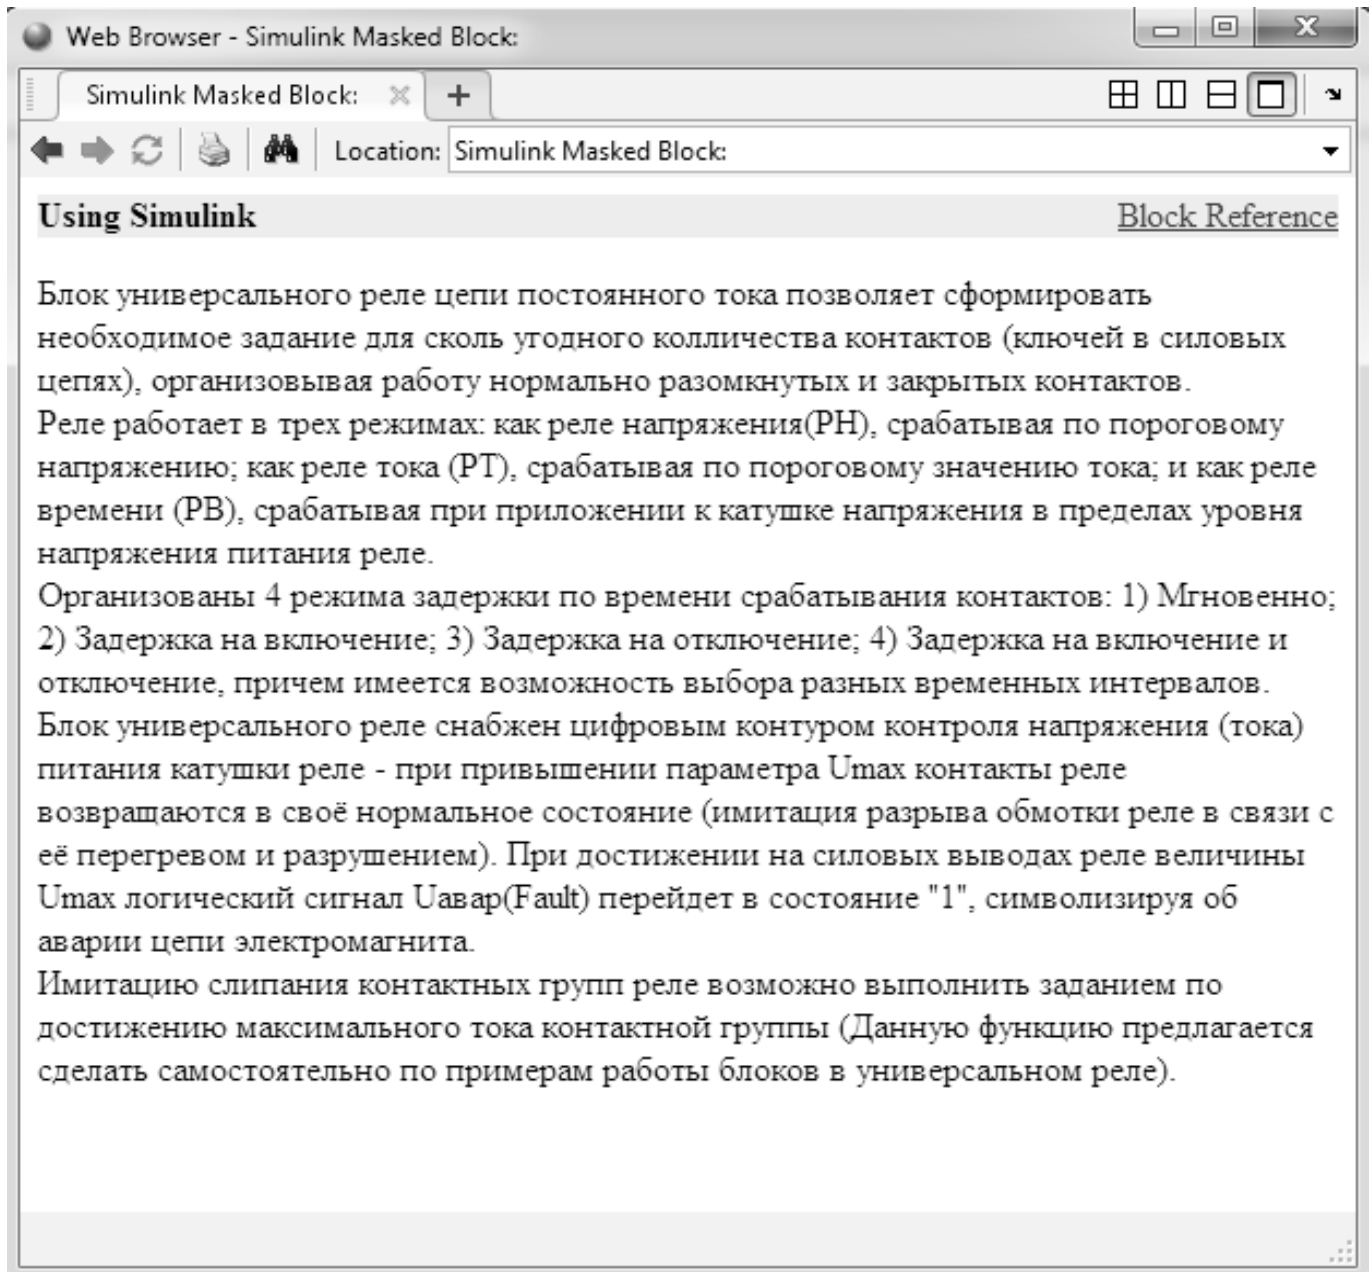 Web Browser - Simulink Masked Block:
Simulink Masked Block:
Location: Simulink Masked Block:
Using Simulink Block Reference
Блок универсального реле цепи постоянного тока позволяет сформировать
необходимое задание для сколь угодного колличества контактов (ключей в силовых
цепях), организовывая работу нормально разомкнутых и закрытых контактов.
Реле работает в трех режимах: как реле напряжения(РН), срабатывая по пороговому
напряжению; как реле тока (РТ), срабатывая по пороговому значению тока; и как реле
времени (РВ), срабатывая при приложении к катушке напряжения в пределах уровня
напряжения питания реле.
Организованы 4 режима задержки по времени срабатывания контактов: 1) Мгновенно;
2) Задержка на включение; 3) Задержка на отключение; 4) Задержка на включение и
отключение, причем имеется возможность выбора разных временных интервалов.
Блок универсального реле снабжен цифровым контуром контроля напряжения (тока)
питания катушки реле - при привышении параметра Umax контакты реле
возвращаются в своё нормальное состояние (имитация разрыва обмотки реле в связи с
её перегревом и разрушением). При достижении на силовых выводах реле величины
Umax логический сигнал Uавар(Fault) перейдет в состояние "1", символизируя об
аварии цепи электромагнита.
Имитацию слипания контактных групп реле возможно выполнить заданием по
достижению максимального тока контактной группы (Данную функцию предлагается
сделать самостоятельно по примерам работы блоков в универсальном реле).